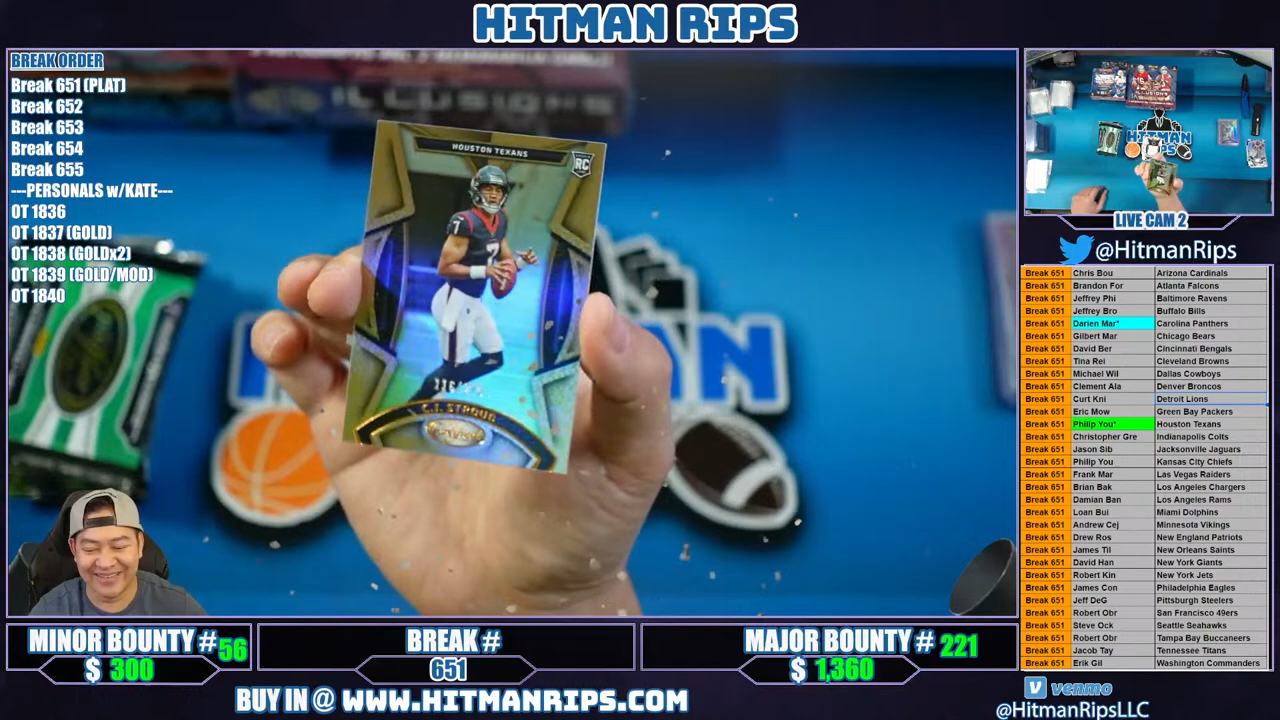 HITMAN RIPS
BREAK ORDER
Break 651 (PLAT)
Break 652
Break 653
Break 654
Break 655
---PERSONALS w/KATE---
OT 1836
OT 1837 (GOLD)
OT 1838 (GOLDx2)
OT 1839 (GOLD/MOD)
OT 1840
ILLUSIONS
HOUSTON TEXANS
RC
7
C.J. STROUD
ILLUSIONS
HITMAN
RIPS
LIVE CAM 2
@HitmanRips
Break 651 Chris Bou Arizona Cardinals
Break 651 Brandon For Atlanta Falcons
Break 651 Jeffrey Phi Baltimore Ravens
Break 651 Jeffrey Bro Buffalo Bills
Break 651 Darien Mar* Carolina Panthers
Break 651 Gilbert Mar Chicago Bears
Break 651 David Ber Cincinnati Bengals
Break 651 Tina Rei Cleveland Browns
Break 651 Michael Wil Dallas Cowboys
Break 651 Clement Ala Denver Broncos
Break 651 Curt Kni Detroit Lions
Break 651 Eric Mow Green Bay Packers
Break 651 Philip You* Houston Texans
Break 651 Christopher Gre Indianapolis Colts
Break 651 Jason Sib Jacksonville Jaguars
Break 651 Philip You Kansas City Chiefs
Break 651 Frank Mar Las Vegas Raiders
Break 651 Brian Bak Los Angeles Chargers
Break 651 Damian Ban Los Angeles Rams
Break 651 Loan Bui Miami Dolphins
Break 651 Andrew Cej Minnesota Vikings
Break 651 Drew Ros New England Patriots
Break 651 James Til New Orleans Saints
Break 651 David Han New York Giants
Break 651 Robert Kin New York Jets
Break 651 James Con Philadelphia Eagles
Break 651 Jeff DeG Pittsburgh Steelers
Break 651 Robert Obr San Francisco 49ers
Break 651 Steve Ock Seattle Seahawks
Break 651 Robert Obr Tampa Bay Buccaneers
Break 651 Jacob Tay Tennessee Titans
Break 651 Erik Gil Washington Commanders
MINOR BOUNTY # 56
$ 300
BREAK #
651
MAJOR BOUNTY # 221
$ 1,360
BUY IN @ WWW.HITMANRIPS.COM
V venmo
@HitmanRipsLLC